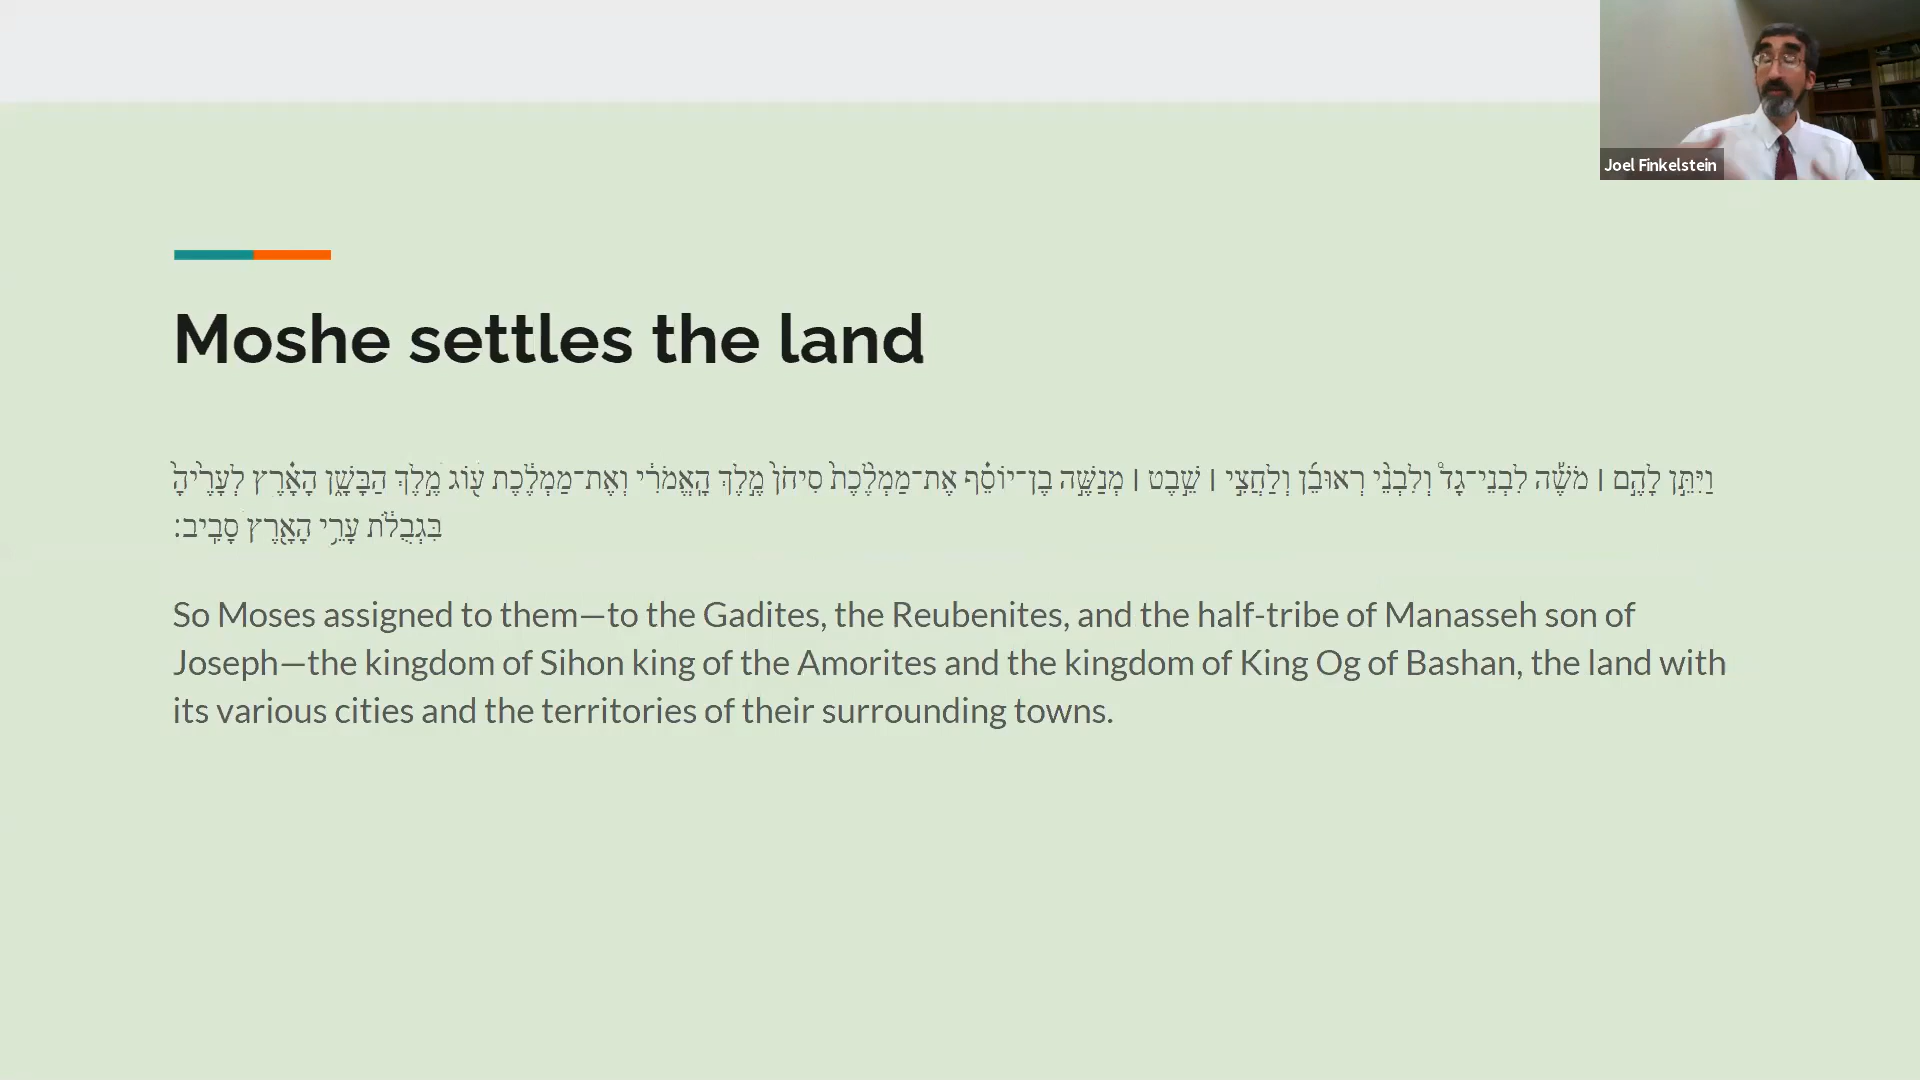 Joel Finkelstein
Moshe settles the land
וַיִּתֵּ֣ן לָהֶ֣ם ׀ מֹשֶׁ֡ה לִבְנֵי־גָד֩ וְלִבְנֵ֨י רְאוּבֵ֜ן וְלַחֲצִ֣י ׀ שֵׁ֣בֶט ׀ מְנַשֶּׁ֣ה בֶן־יוֹסֵ֗ף אֶת־מַמְלֶ֙כֶת֙ סִיחֹן֙ מֶ֣לֶךְ הָֽאֱמֹרִ֔י וְאֶת־מַמְלֶ֔כֶת ע֖וֹג מֶ֣לֶךְ הַבָּשָׁ֑ן הָאָ֗רֶץ לְעָרֶ֙יהָ֙
בִּגְבֻלֹ֔ת עָרֵ֥י הָאָ֖רֶץ סָבִֽיב׃
So Moses assigned to them—to the Gadites, the Reubenites, and the half-tribe of Manasseh son of
Joseph—the kingdom of Sihon king of the Amorites and the kingdom of King Og of Bashan, the land with
its various cities and the territories of their surrounding towns.